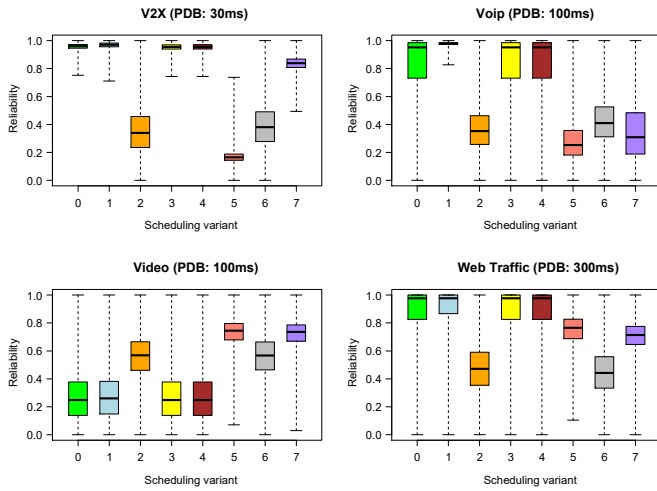 V2X (PDB: 30ms)
Reliability
1.0
0.8
0.6
0.4
0.2
0.0
0 1 2 3 4 5 6 7
Scheduling variant
Voip (PDB: 100ms)
Reliability
1.0
0.8
0.6
0.4
0.2
0.0
0 1 2 3 4 5 6 7
Scheduling variant
Video (PDB: 100ms)
Reliability
1.0
0.8
0.6
0.4
0.2
0.0
0 1 2 3 4 5 6 7
Scheduling variant
Web Traffic (PDB: 300ms)
Reliability
1.0
0.8
0.6
0.4
0.2
0.0
0 1 2 3 4 5 6 7
Scheduling variant